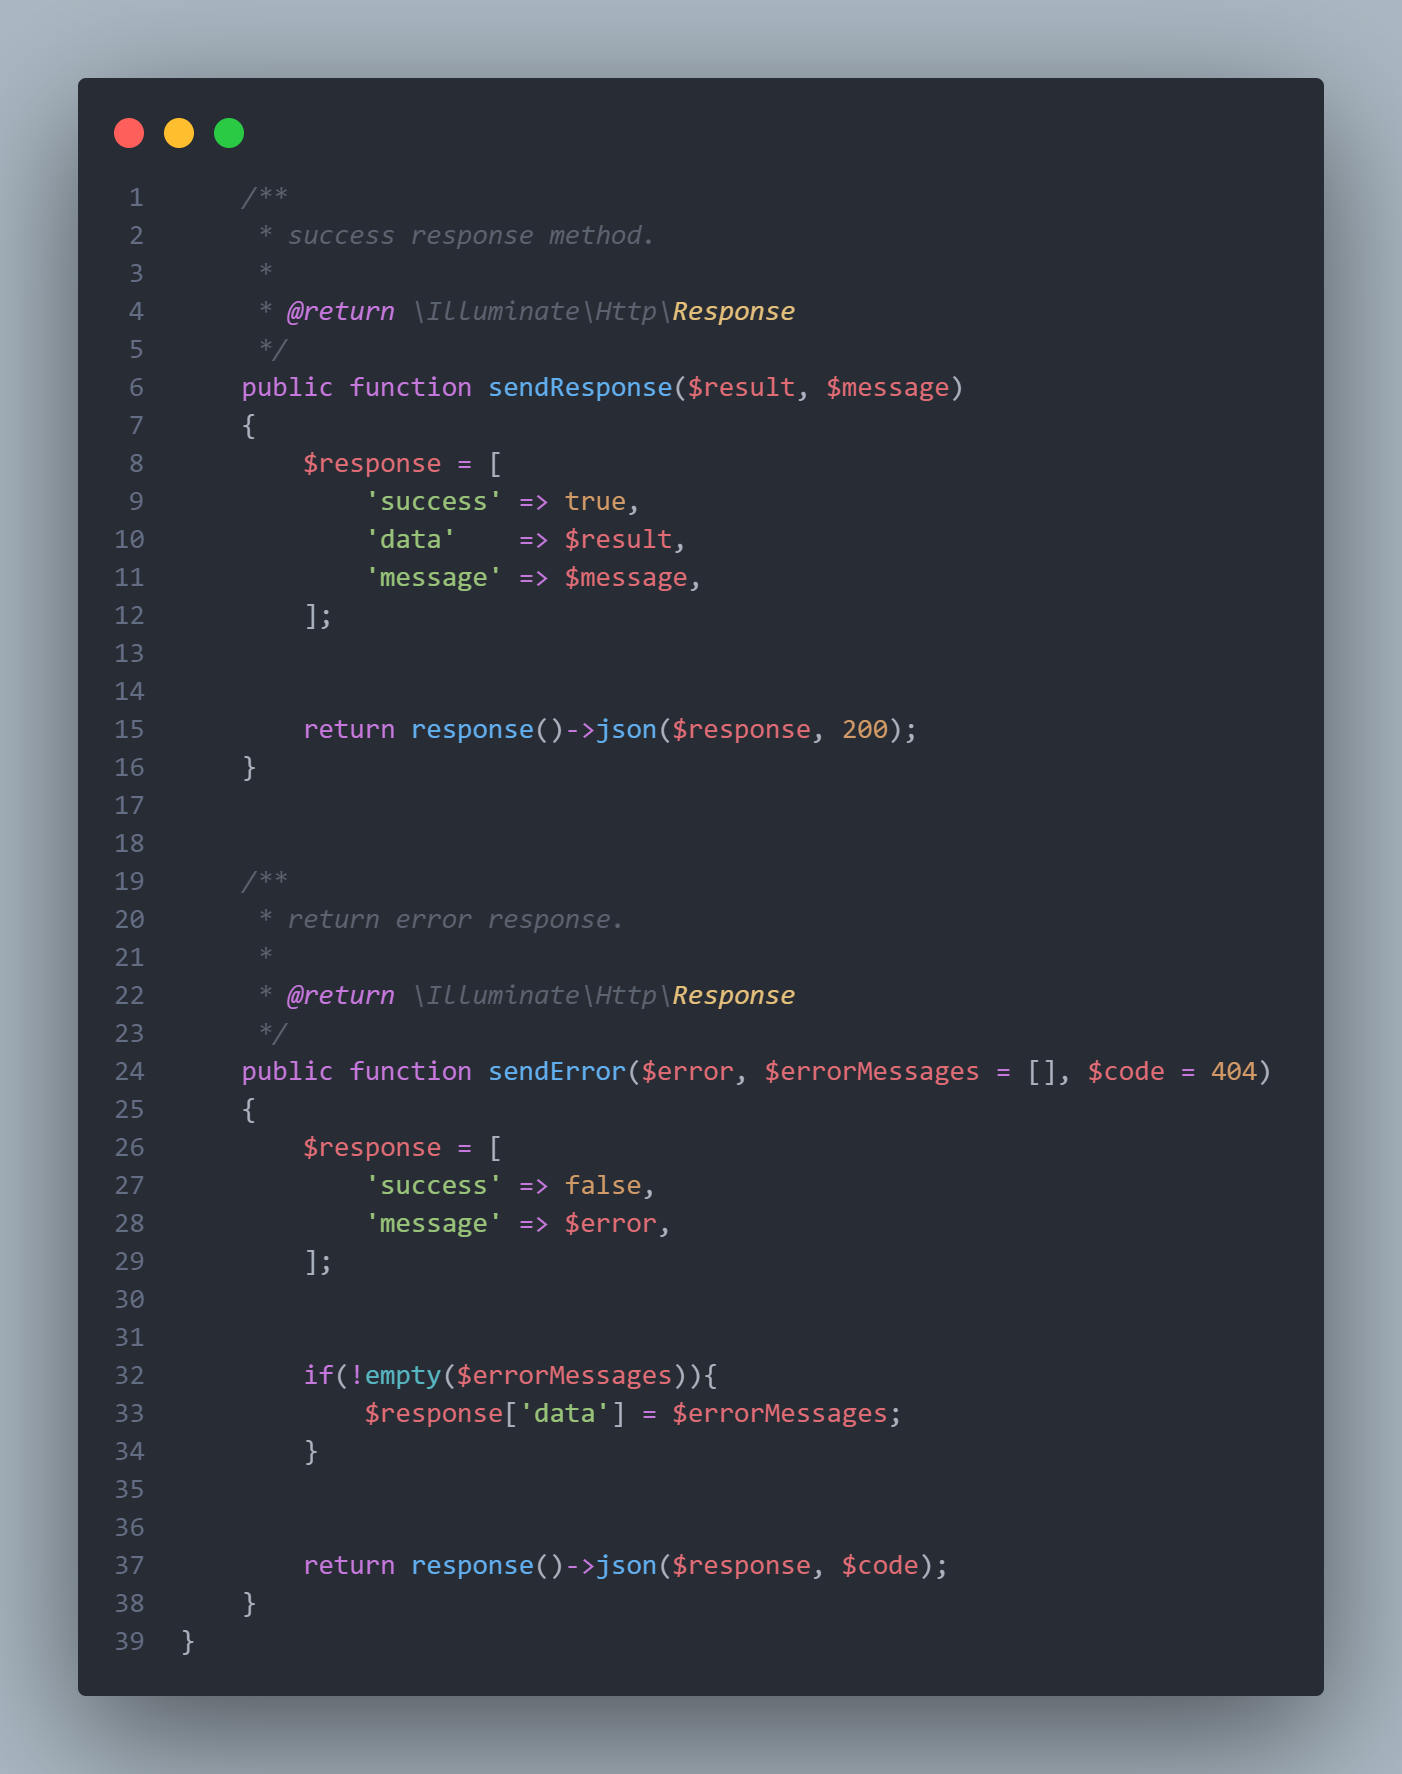 1 /**
2 * success response method.
3 *
4 * @return \Illuminate\Http\Response
5 */
6 public function sendResponse($result, $message)
7 {
8 $response = [
9 'success' => true,
10 'data'    => $result,
11 'message' => $message,
12 ];
13
14
15 return response()->json($response, 200);
16 }
17
18
19 /**
20 * return error response.
21 *
22 * @return \Illuminate\Http\Response
23 */
24 public function sendError($error, $errorMessages = [], $code = 404)
25 {
26 $response = [
27 'success' => false,
28 'message' => $error,
29 ];
30
31
32 if(!empty($errorMessages)){
33 $response['data'] = $errorMessages;
34 }
35
36
37 return response()->json($response, $code);
38 }
39 }